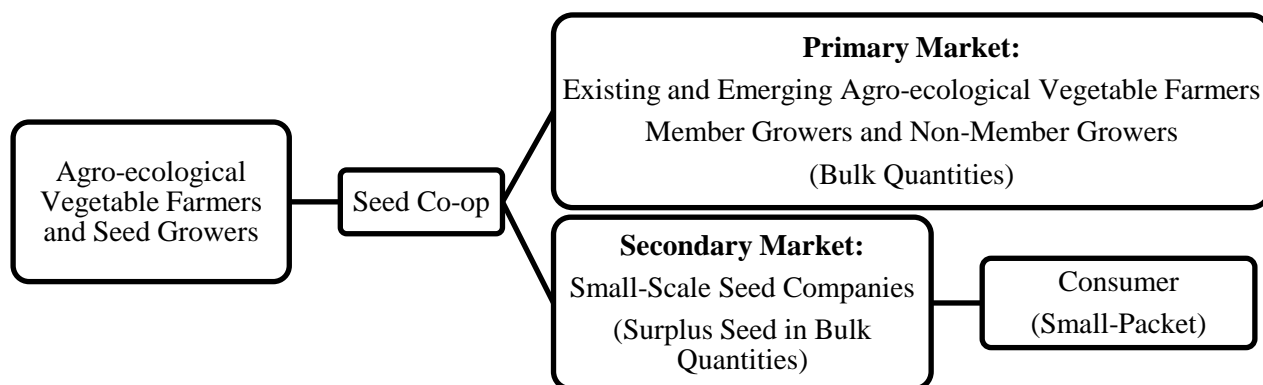 Agro-ecological
Vegetable Farmers
and Seed Growers
Seed Co-op
Primary Market:
Existing and Emerging Agro-ecological Vegetable Farmers
Member Growers and Non-Member Growers
(Bulk Quantities)
Secondary Market:
Small-Scale Seed Companies
(Surplus Seed in Bulk
Quantities)
Consumer
(Small-Packet)